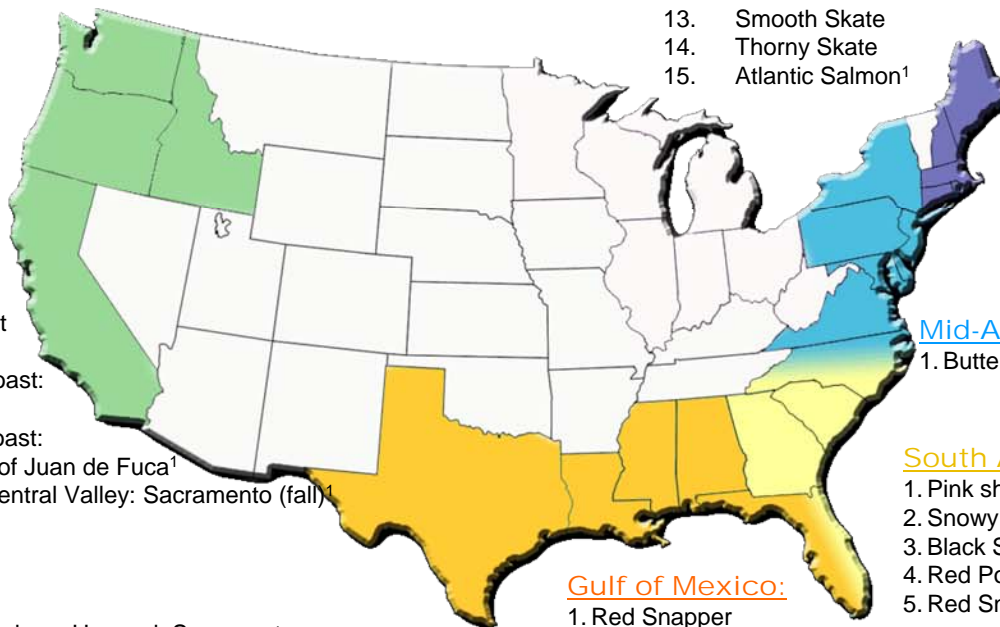 13. Smooth Skate
14. Thorny Skate
15. Atlantic Salmon¹
Mid-A
1. Butte
of Juan de Fuca¹
entral Valley: Sacramento (fall)¹
South A
1. Pink sh
2. Snowy
3. Black S
4. Red Po
5. Red Sn
Gulf of Mexico:
1. Red Snapper